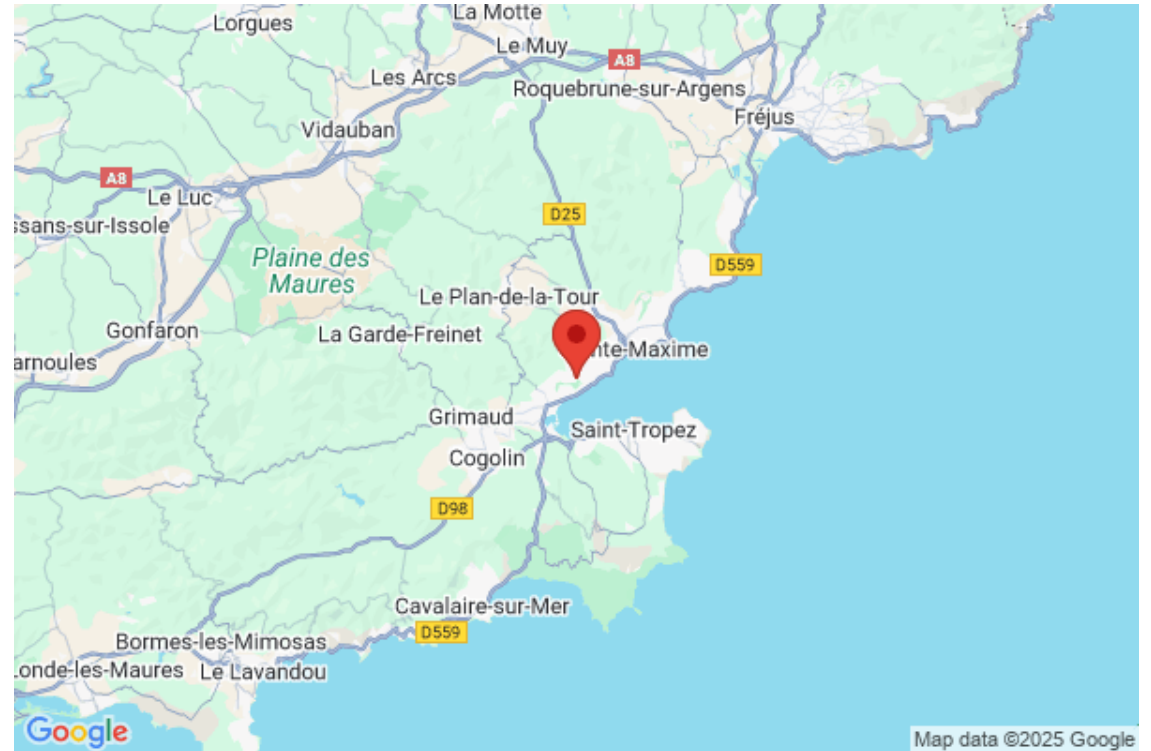 La Motte
Lorgues
Le Muy
A8
Les Arcs
Roquebrune-sur-Argens
Fréjus
Vidauban
A8
Le Luc
D25
ssans-sur-Issole
Plaine des
Maures
D559
Le Plan-de-la-Tour
Gonfaron
La Garde-Freinet
nte-Maxime
arnoules
Grimaud
Saint-Tropez
Cogolin
D98
Cavalaire-sur-Mer
D559
Bormes-les-Mimosas
Londe-les-Maures
Le Lavandou
Google
Map data ©2025 Google